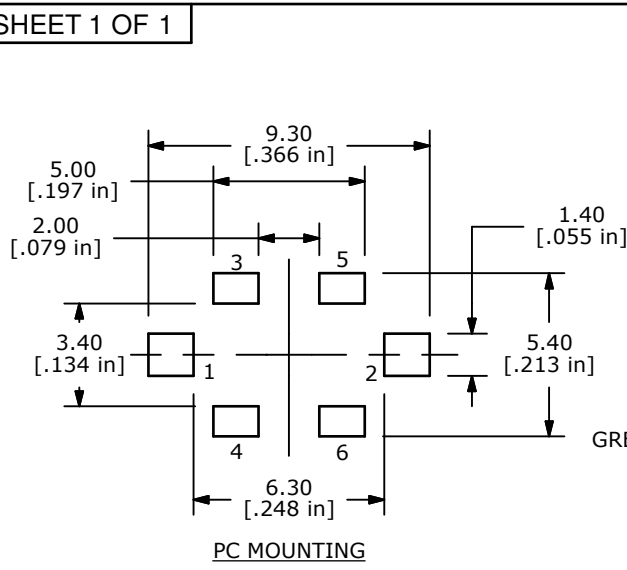 SHEET 1 OF 1
9.30
[.366 in]
5.00
[.197 in]
2.00
[.079 in]
1.40
[.055 in]
3
5
3.40
[.134 in]
5.40
[.213 in]
1
2
4
6
6.30
[.248 in]
PC MOUNTING